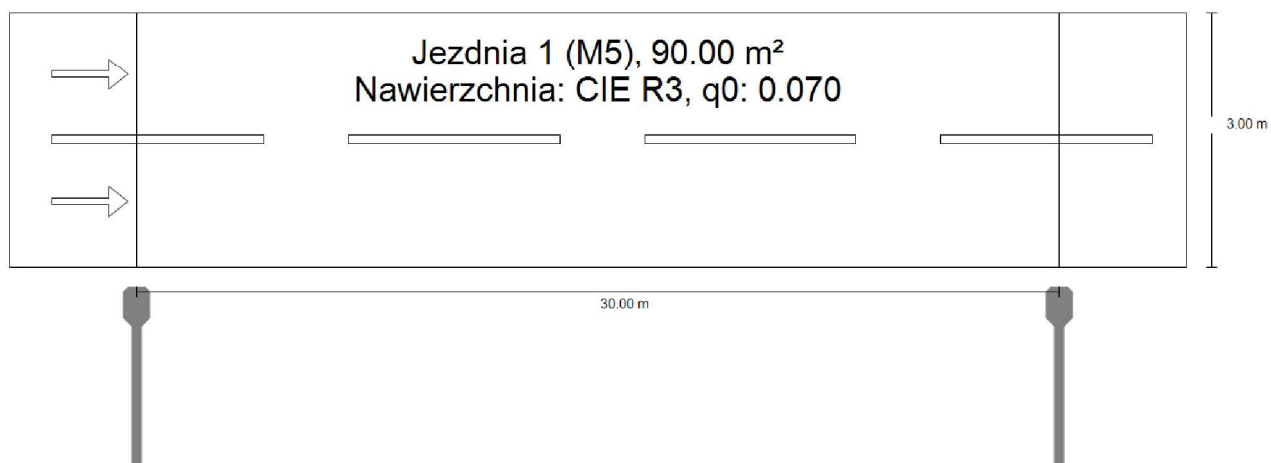 Jezdnia 1 (M5), 90.00 m²
Nawierzchnia: CIE R3, q0: 0.070
3.00 m
30.00 m